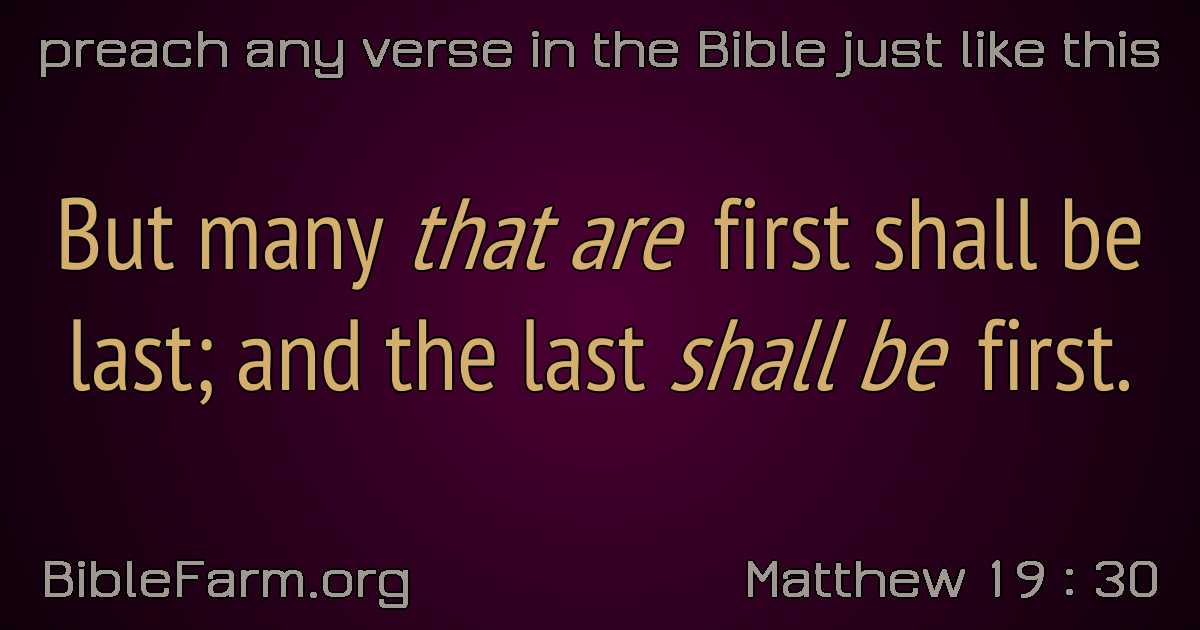 preach any verse in the Bible just like this
But many that are first shall be
last; and the last shall be first.
BibleFarm.org
Matthew 19 : 30